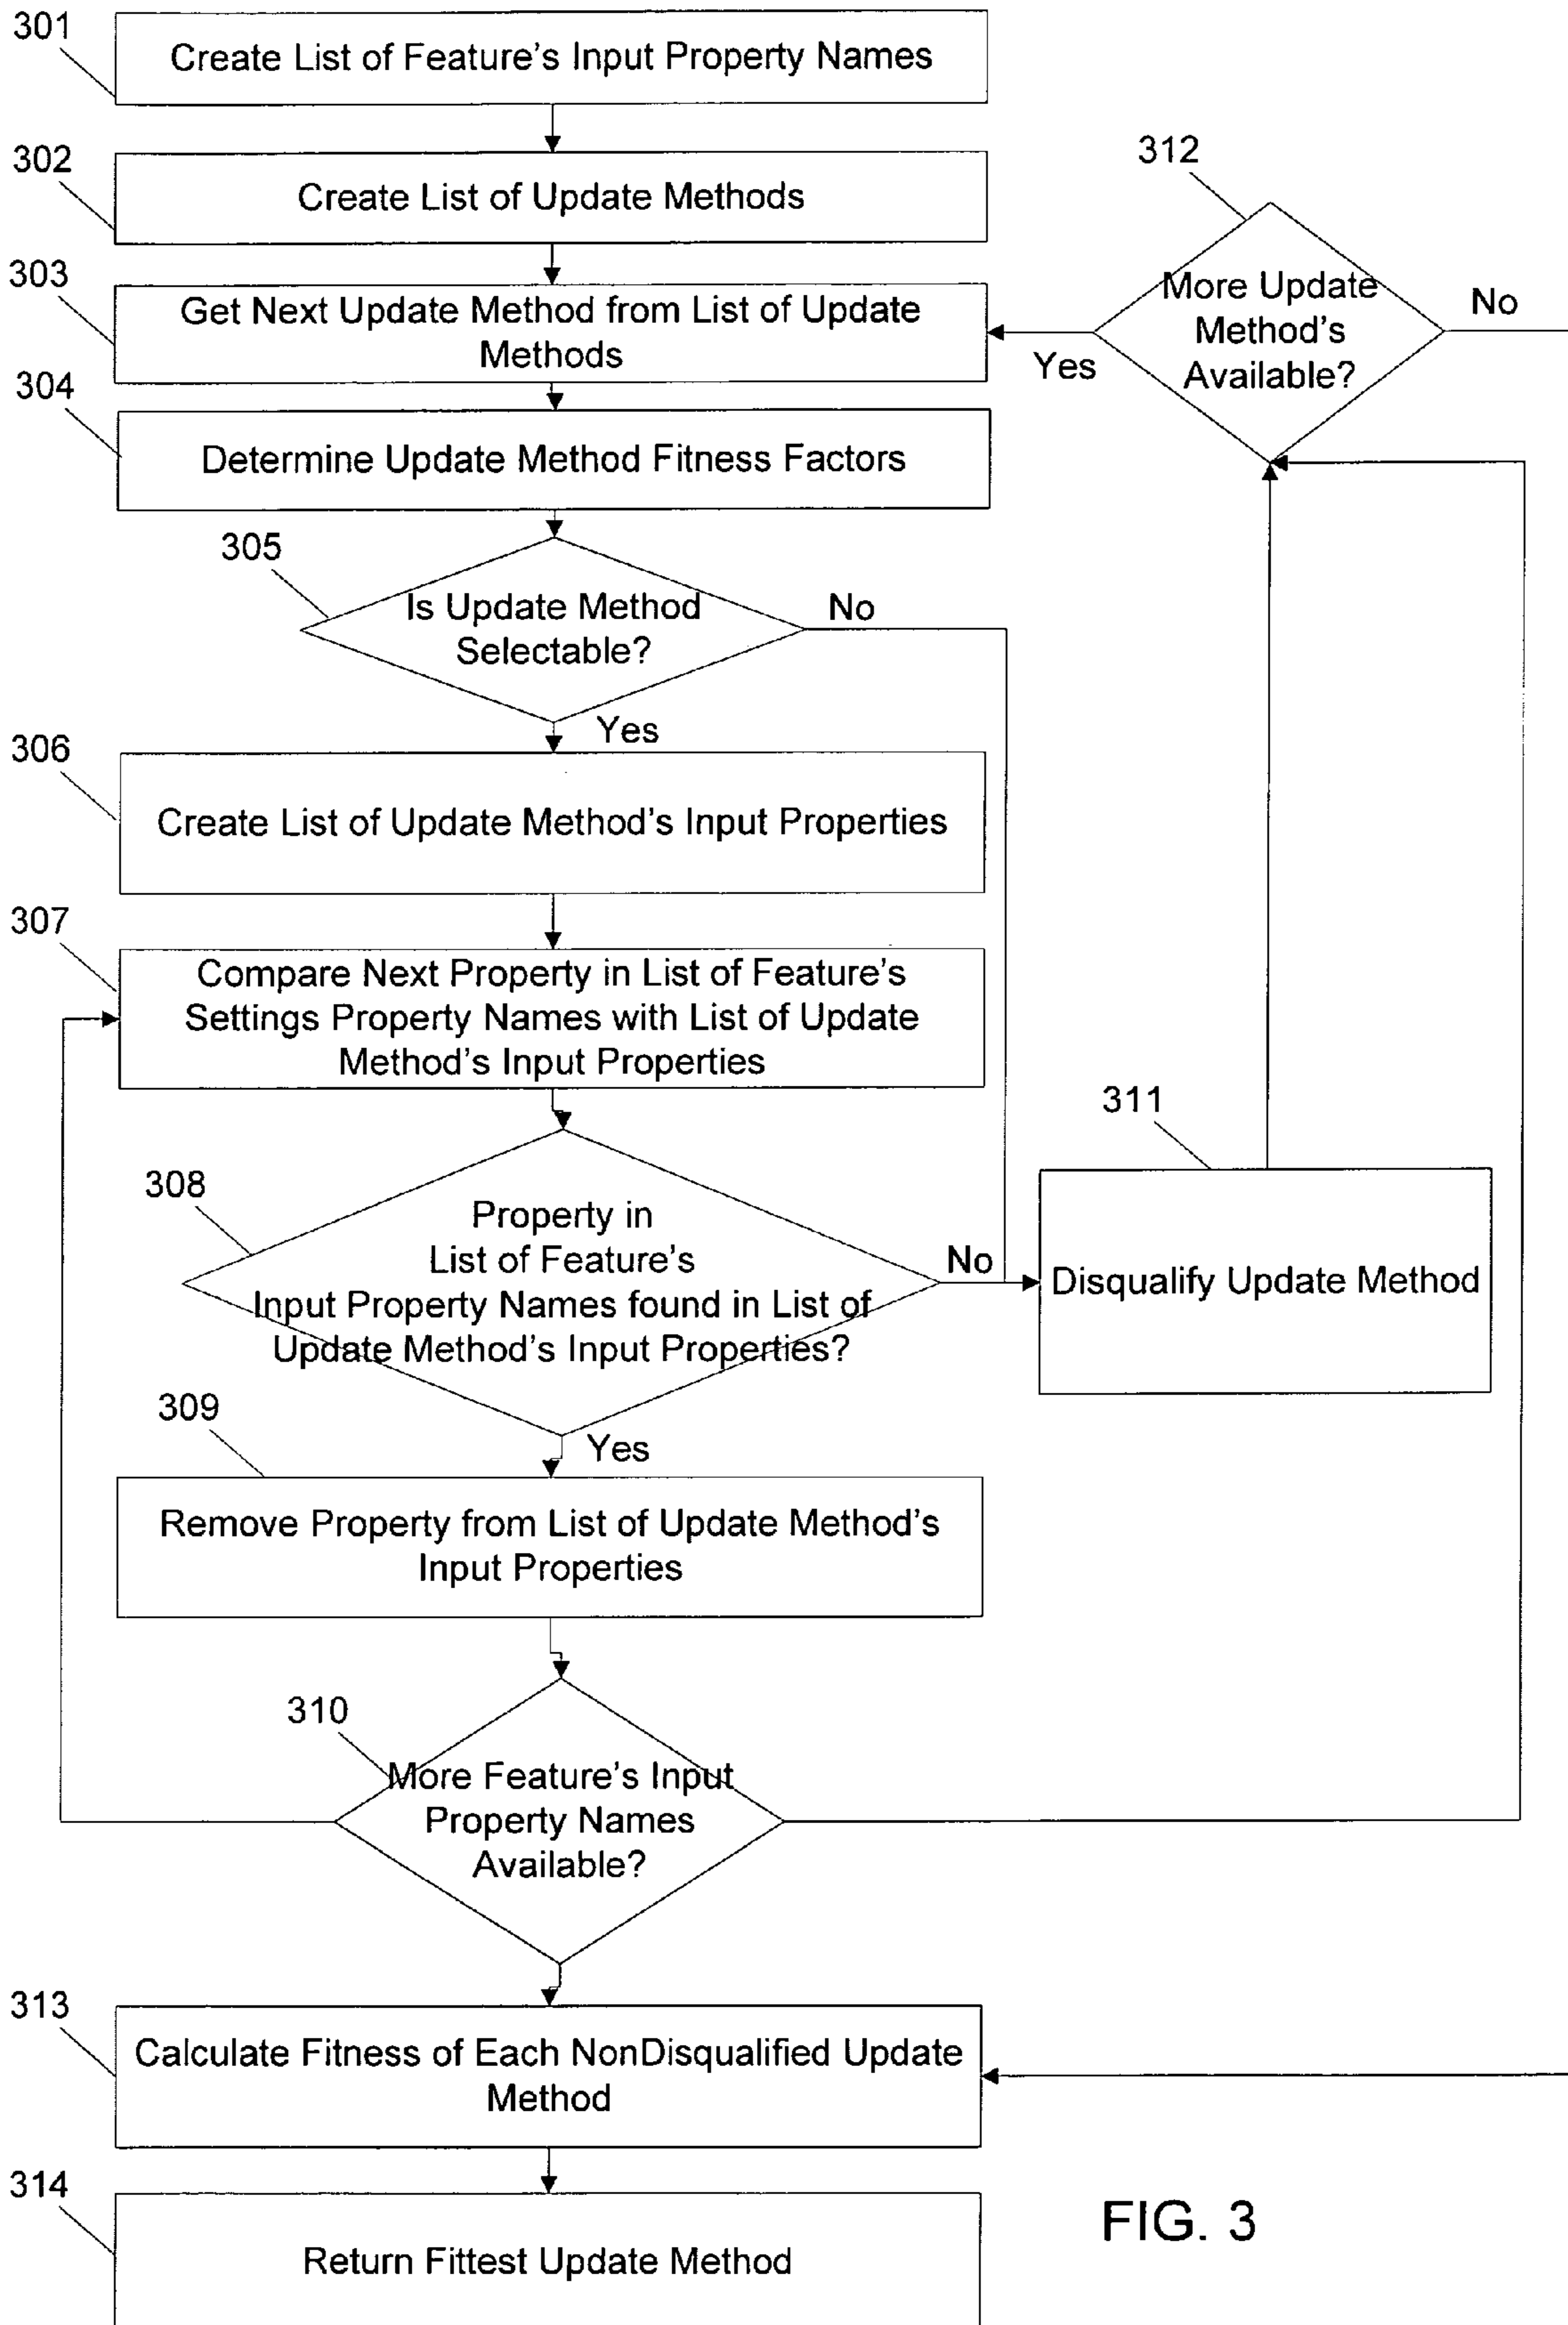 301
Create List of Feature's Input Property Names
302
Create List of Update Methods
312
More Update
Method's
Available?
No
Yes
303
Get Next Update Method from List of Update
Methods
304
Determine Update Method Fitness Factors
305
Is Update Method
Selectable?
No
Yes
306
Create List of Update Method's Input Properties
307
Compare Next Property in List of Feature's
Settings Property Names with List of Update
Method's Input Properties
308
Property in
List of Feature's
Input Property Names found in List of
Update Method's Input Properties?
No
311
Disqualify Update Method
Yes
309
Remove Property from List of Update Method's
Input Properties
310
More Feature's Input
Property Names
Available?
313
Calculate Fitness of Each NonDisqualified Update
Method
314
Return Fittest Update Method
FIG. 3